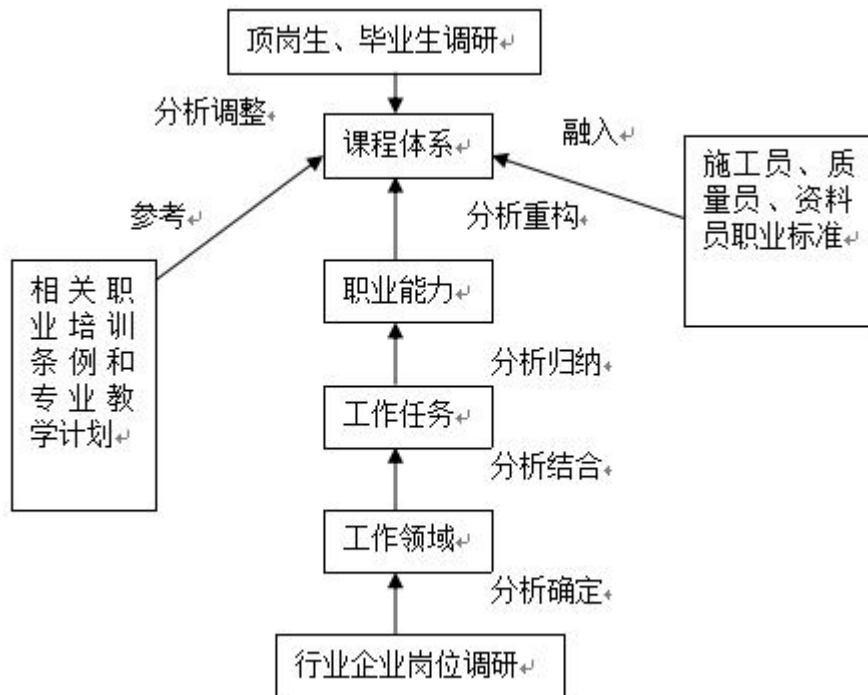 顶岗生、毕业生调研
分析调整
课程体系
融入
施工员、质
量员、资料
员职业标准
参考
分析重构
相关职
业培训
条例和
专业教
学计划
职业能力
分析归纳
工作任务
分析结合
工作领域
分析确定
行业企业岗位调研